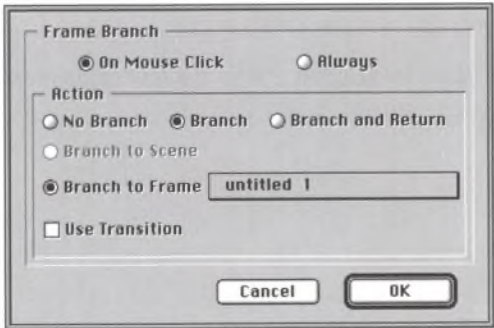 Frame Branch
On Mouse Click Always
Action
No Branch Branch Branch and Return
Branch to Scene
Branch to Frame untitled 1
Use Transition
Cancel OK